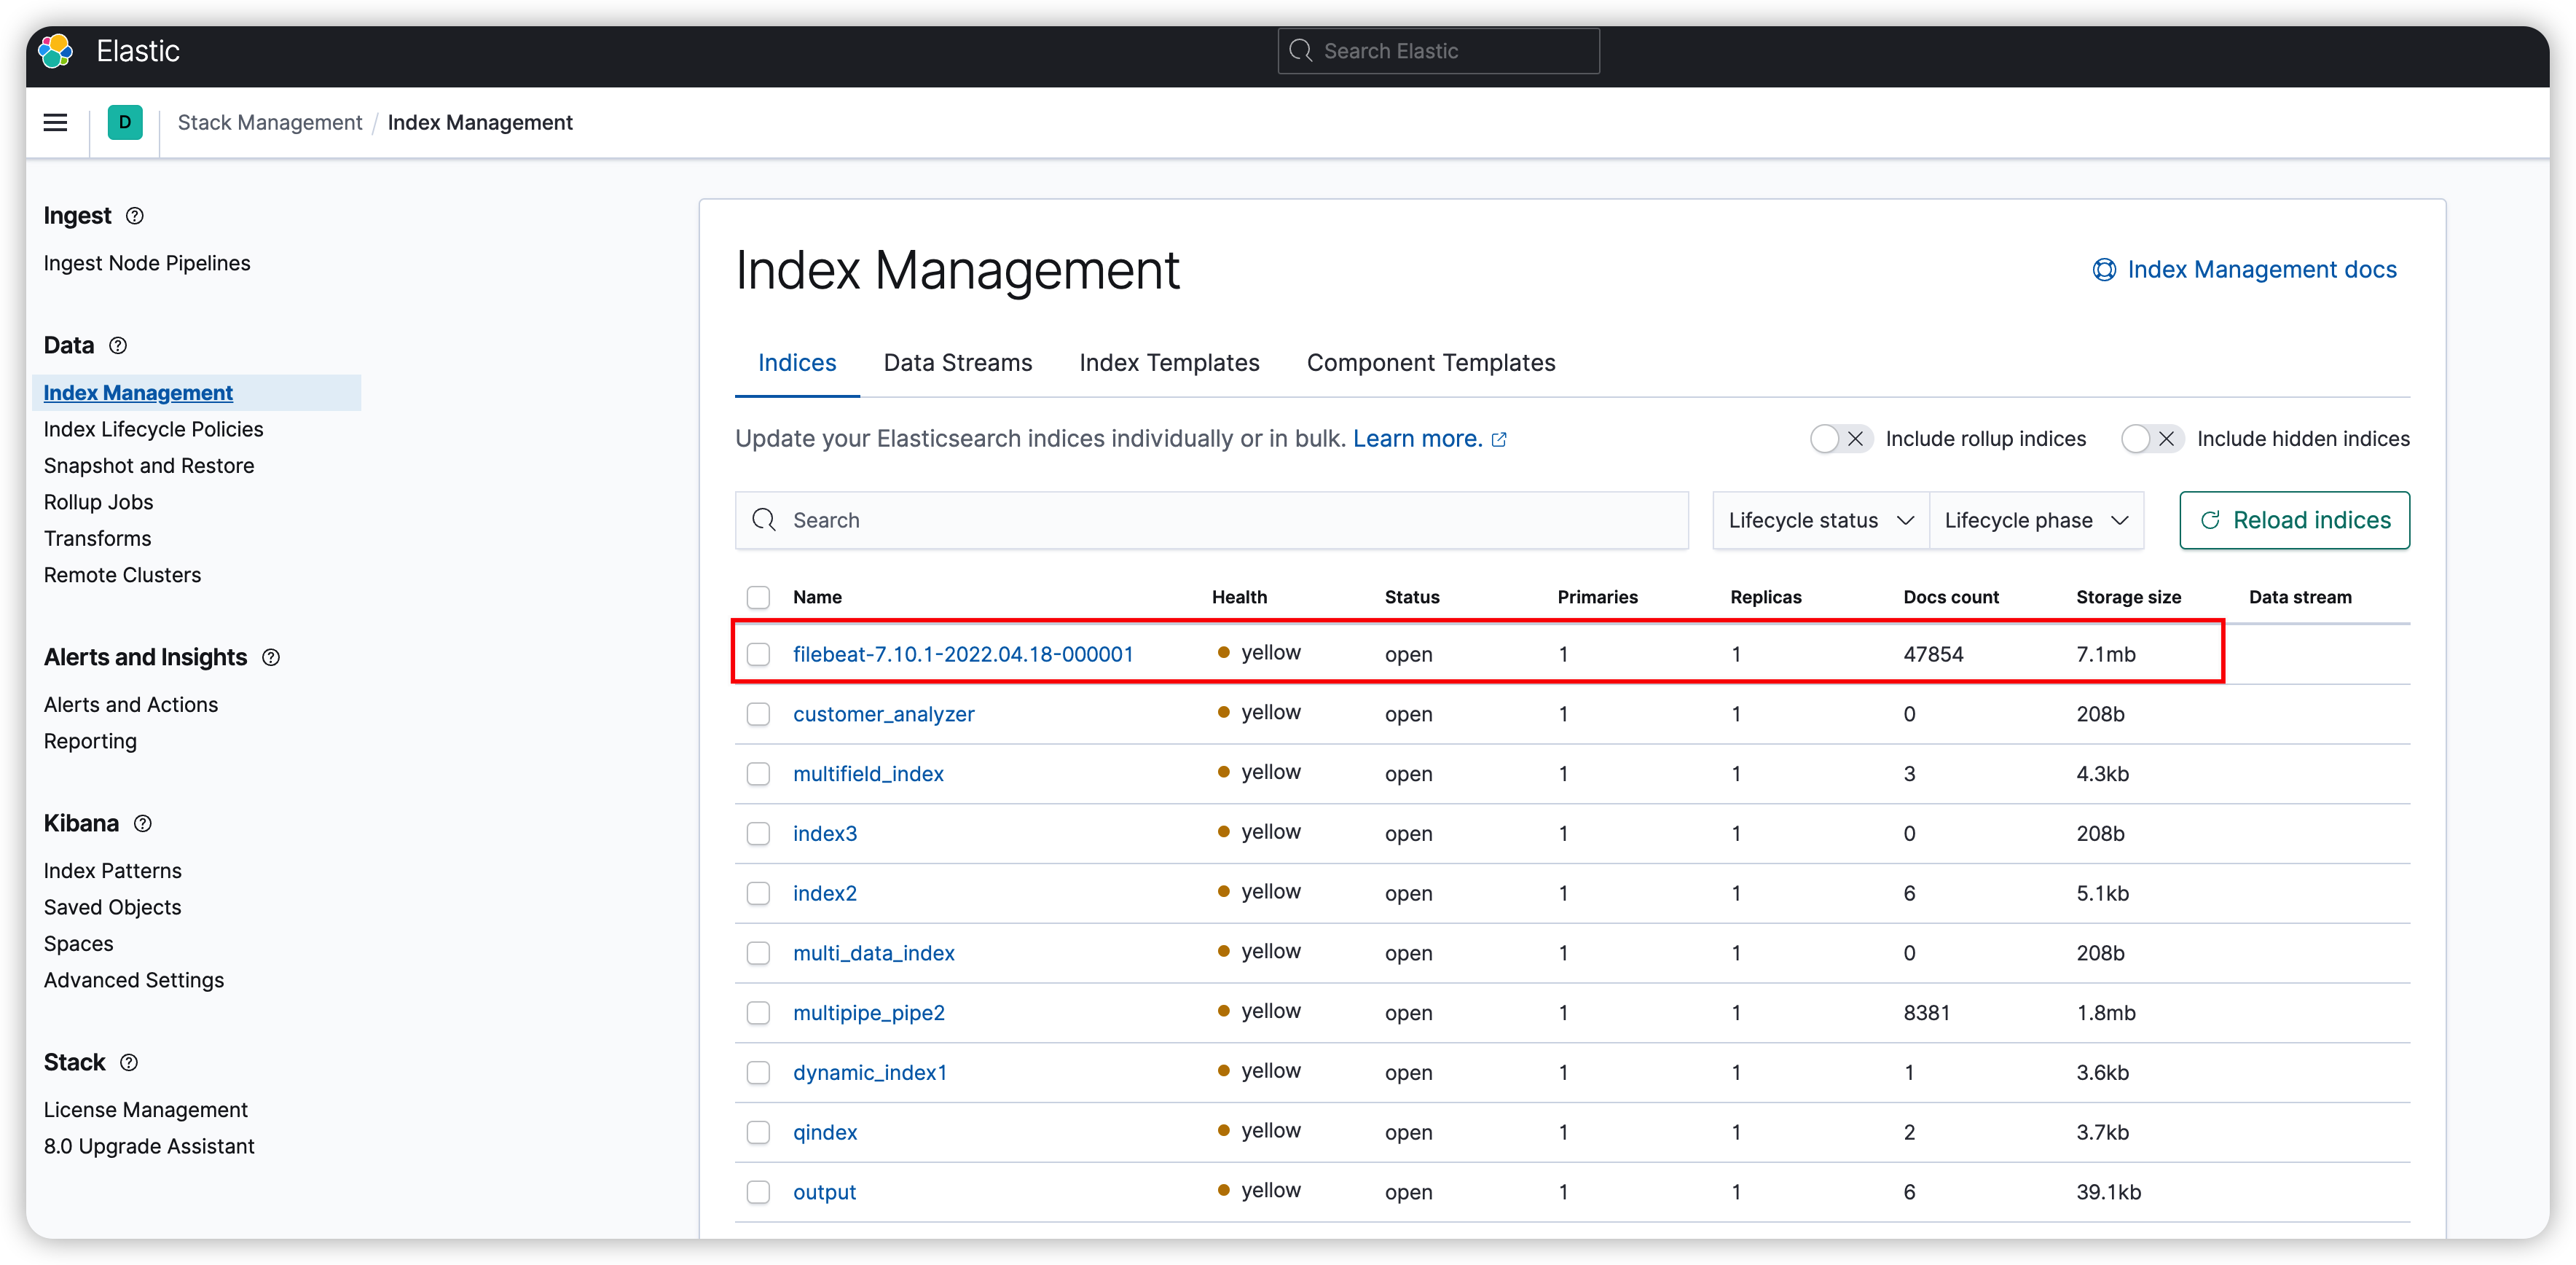 Elastic
Search Elastic
D
Stack Management / Index Management
Ingest
Ingest Node Pipelines
Data
Index Management
Index Lifecycle Policies
Snapshot and Restore
Rollup Jobs
Transforms
Remote Clusters
Alerts and Insights
Alerts and Actions
Reporting
Kibana
Index Patterns
Saved Objects
Spaces
Advanced Settings
Stack
License Management
8.0 Upgrade Assistant
Index Management
Index Management docs
Indices Data Streams Index Templates Component Templates
Update your Elasticsearch indices individually or in bulk. Learn more. Include rollup indices Include hidden indices
Search Lifecycle status Lifecycle phase Reload indices
Name Health Status Primaries Replicas Docs count Storage size Data stream
filebeat-7.10.1-2022.04.18-000001 yellow open 1 1 47854 7.1mb
customer_analyzer yellow open 1 1 0 208b
multifield_index yellow open 1 1 3 4.3kb
index3 yellow open 1 1 0 208b
index2 yellow open 1 1 6 5.1kb
multi_data_index yellow open 1 1 0 208b
multipipe_pipe2 yellow open 1 1 8381 1.8mb
dynamic_index1 yellow open 1 1 1 3.6kb
qindex yellow open 1 1 2 3.7kb
output yellow open 1 1 6 39.1kb